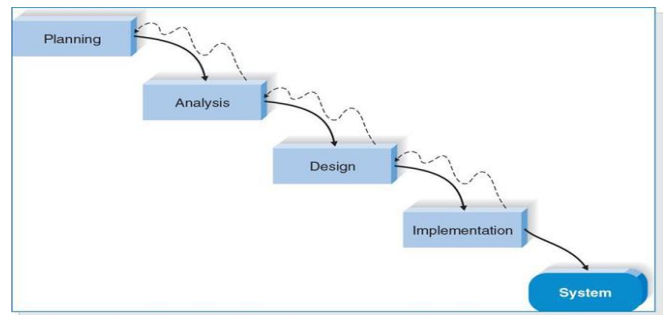 Planning
Analysis
Design
Implementation
System